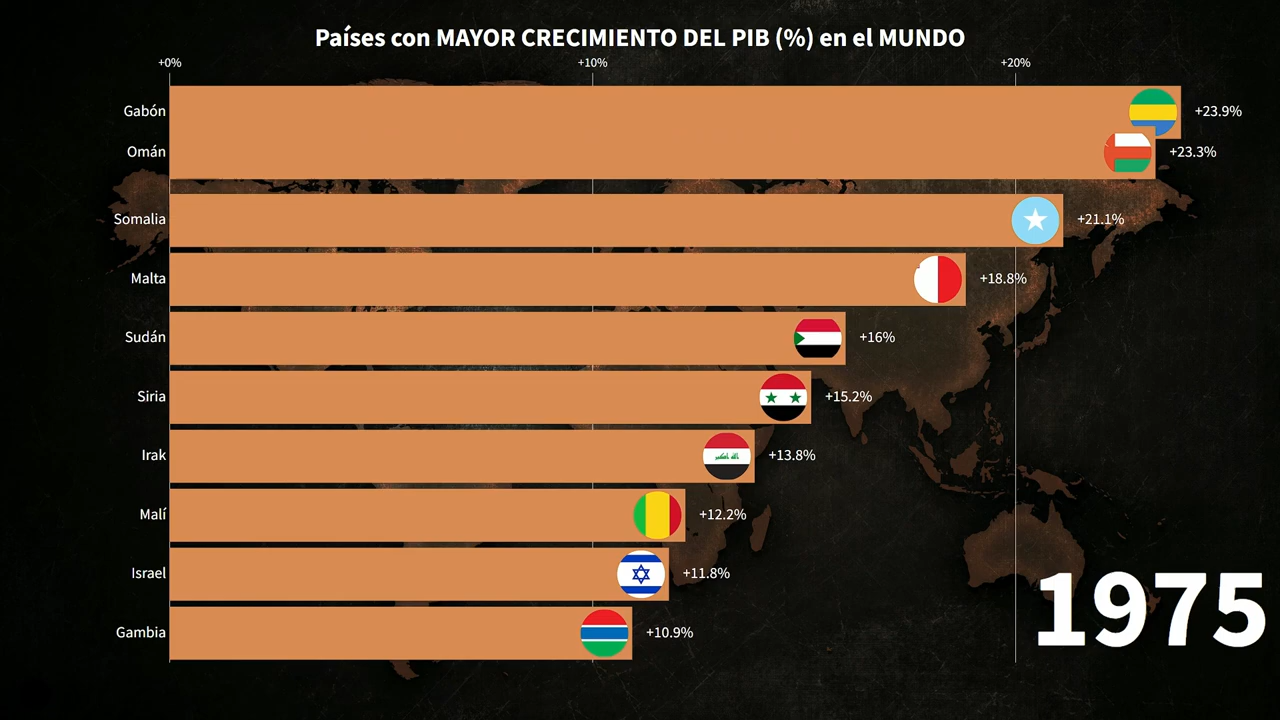 Países con MAYOR CRECIMIENTO DEL PIB (%) en el MUNDO
+0% +10% +20%
Gabón +23.9%
Omán +23.3%
Somalia +21.1%
Malta +18.8%
Sudán +16%
Siria +15.2%
Irak +13.8%
Malí +12.2%
Israel +11.8%
Gambia +10.9%
1975